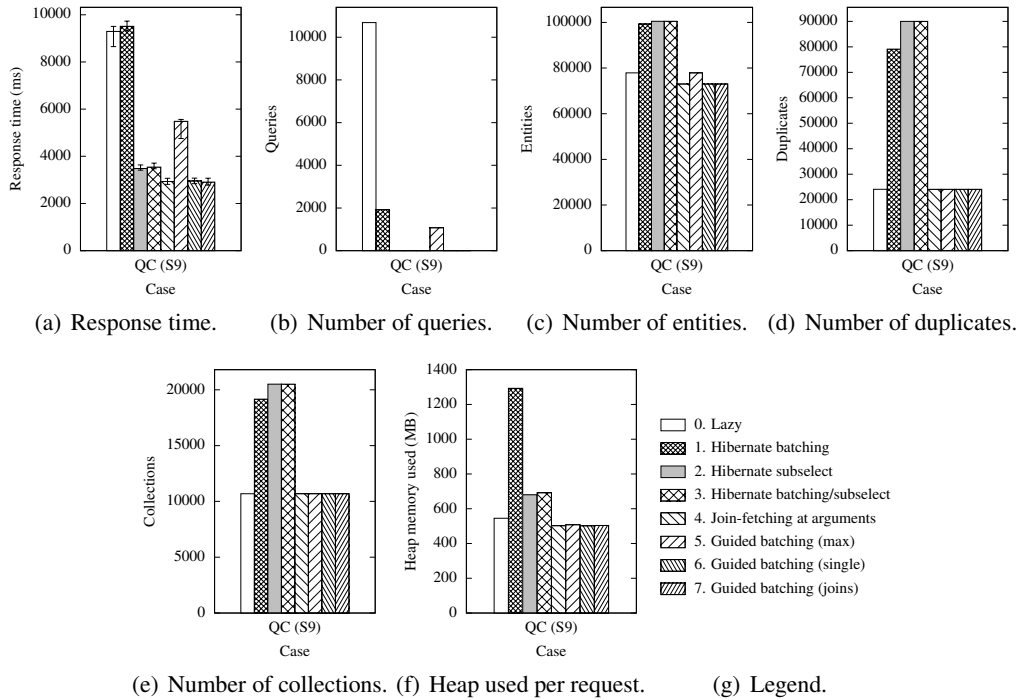 10000
8000
6000
4000
2000
0
Response time (ms)
QC (S9)
Case
(a) Response time.
10000
8000
6000
4000
2000
0
Queries
QC (S9)
Case
(b) Number of queries.
100000
80000
60000
40000
20000
0
Entities
QC (S9)
Case
(c) Number of entities.
90000
80000
70000
60000
50000
40000
30000
20000
10000
0
Duplicates
QC (S9)
Case
(d) Number of duplicates.
20000
15000
10000
5000
0
Collections
QC (S9)
Case
(e) Number of collections.
1400
1200
1000
800
600
400
200
0
Heap memory used (MB)
QC (S9)
Case
(f) Heap used per request.
0. Lazy
1. Hibernate batching
2. Hibernate subselect
3. Hibernate batching/subselect
4. Join-fetching at arguments
5. Guided batching (max)
6. Guided batching (single)
7. Guided batching (joins)
(g) Legend.